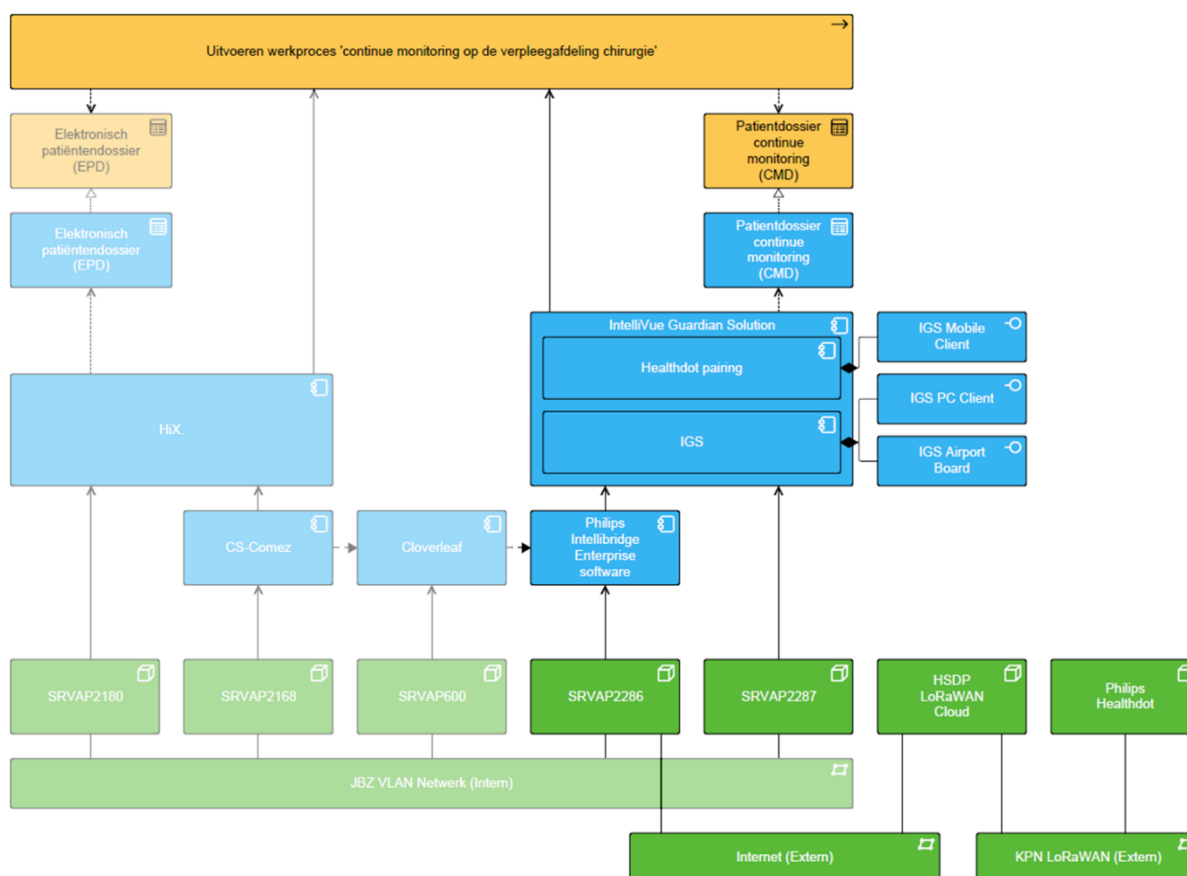 Uitvoeren werkproces 'continue monitoring op de verpleegafdeling chirurgie'
Elektronisch
patiëntendossier
(EPD)
Patientdossier
continue
monitoring
(CMD)
Elektronisch
patiëntendossier
(EPD)
Patientdossier
continue
monitoring
(CMD)
IntelliVue Guardian Solution
Healthdot pairing
IGS
IGS Mobile
Client
IGS PC Client
IGS Airport
Board
HiX.
CS-Comez
Cloverleaf
Philips
Intellibridge
Enterprise
software
SRVAP2180
SRVAP2168
SRVAP600
SRVAP2286
SRVAP2287
HSDP
LoRaWAN
Cloud
Philips
Healthdot
JBZ VLAN Netwerk (Intern)
Internet (Extern)
KPN LoRaWAN (Extern)